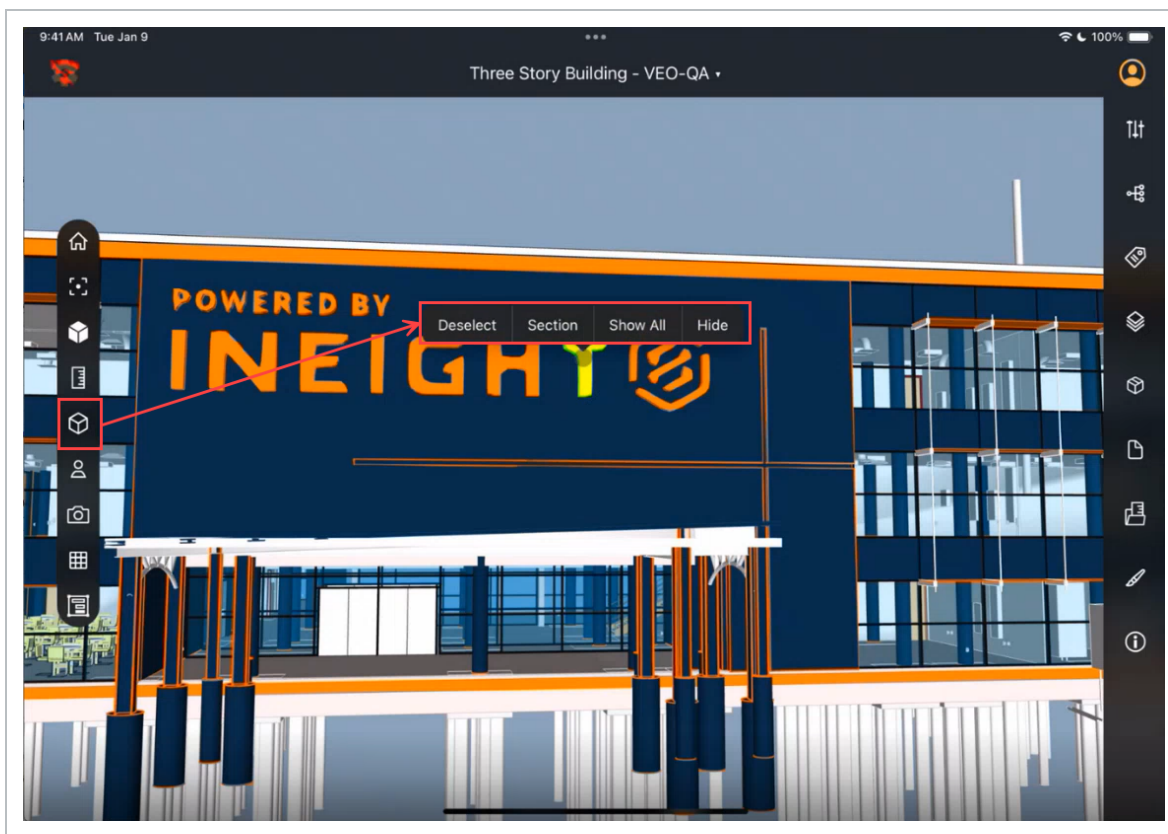 9:41 AM Tue Jan 9
100%
Three Story Building - VEO-QA
POWERED BY
INEIGHT
Deselect Section Show All Hide